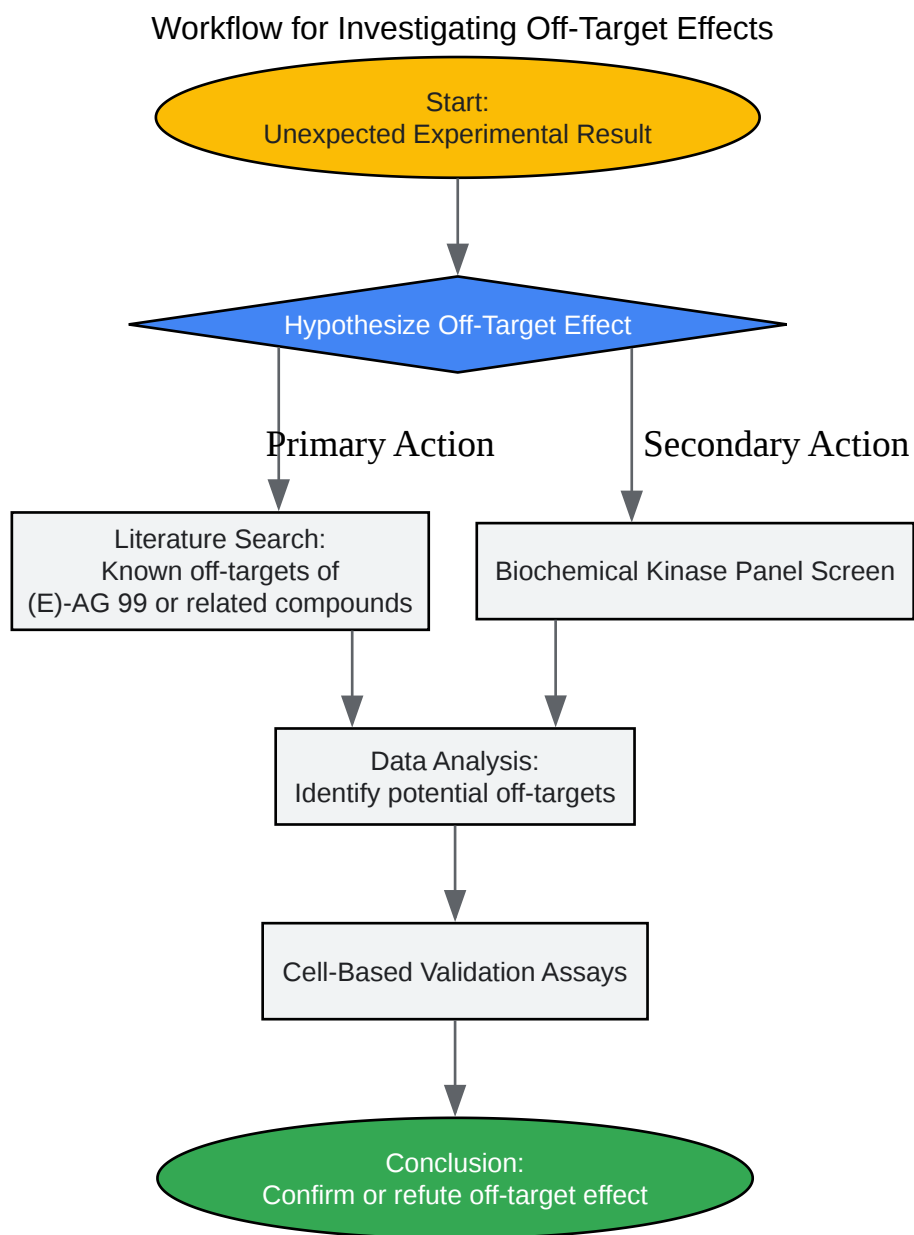 Workflow for Investigating Off-Target Effects
Start:
Unexpected Experimental Result
Hypothesize Off-Target Effect
Primary Action
Secondary Action
Literature Search:
Known off-targets of
(E)-AG 99 or related compounds
Biochemical Kinase Panel Screen
Data Analysis:
Identify potential off-targets
Cell-Based Validation Assays
Conclusion:
Confirm or refute off-target effect